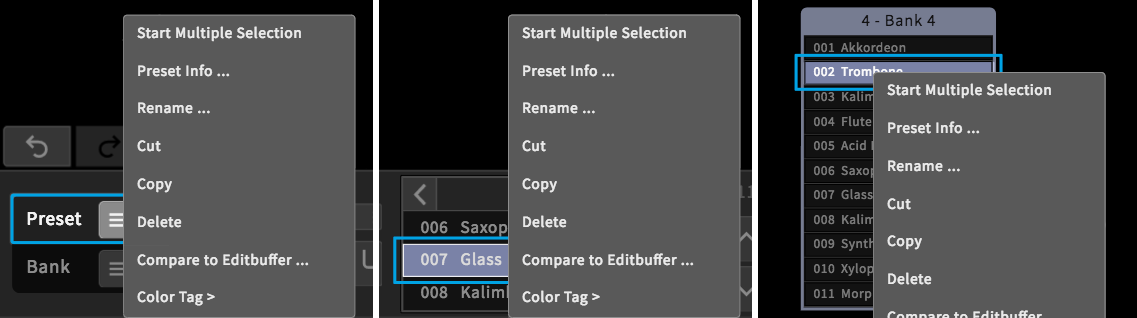 Start Multiple Selection
Preset Info ...
Rename ...
Cut
Copy
Delete
Compare to Editbuffer ...
Color Tag >
Preset
Bank
Start Multiple Selection
Preset Info ...
Rename ...
Cut
Copy
Delete
Compare to Editbuffer ...
Color Tag >
006 Saxop
007 Glass
008 Kalim
4 - Bank 4
001 Akkordeon
002 Trombone
003 Kalim
004 Flute
005 Acid
006 Saxop
007 Glass
008 Kalim
009 Synth
010 Xylop
011 Morp
Start Multiple Selection
Preset Info ...
Rename ...
Cut
Copy
Delete
Compare to Editbuffer